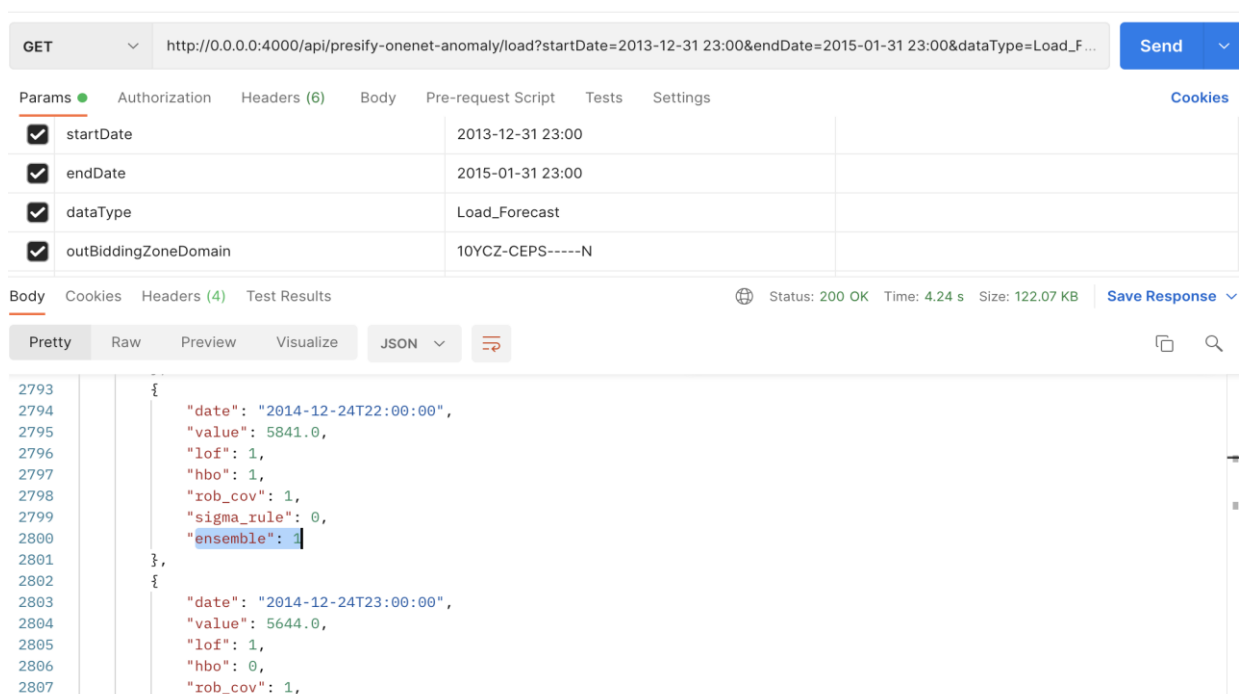 GET http://0.0.0.0:4000/api/presify-onenet-anomaly/load?startDate=2013-12-31 23:00&endDate=2015-01-31 23:00&dataType=Load_F... Send
Params Authorization Headers (6) Body Pre-request Script Tests Settings Cookies
startDate 2013-12-31 23:00
endDate 2015-01-31 23:00
dataType Load_Forecast
outBiddingZoneDomain 10YCZ-CEPS-----N
Body Cookies Headers (4) Test Results Status: 200 OK Time: 4.24 s Size: 122.07 KB Save Response
Pretty Raw Preview Visualize JSON
2793 {
2794 "date": "2014-12-24T22:00:00",
2795 "value": 5841.0,
2796 "lof": 1,
2797 "hbo": 1,
2798 "rob_cov": 1,
2799 "sigma_rule": 0,
2800 "ensemble": 1
2801 },
2802 {
2803 "date": "2014-12-24T23:00:00",
2804 "value": 5644.0,
2805 "lof": 1,
2806 "hbo": 0,
2807 "rob_cov": 1,